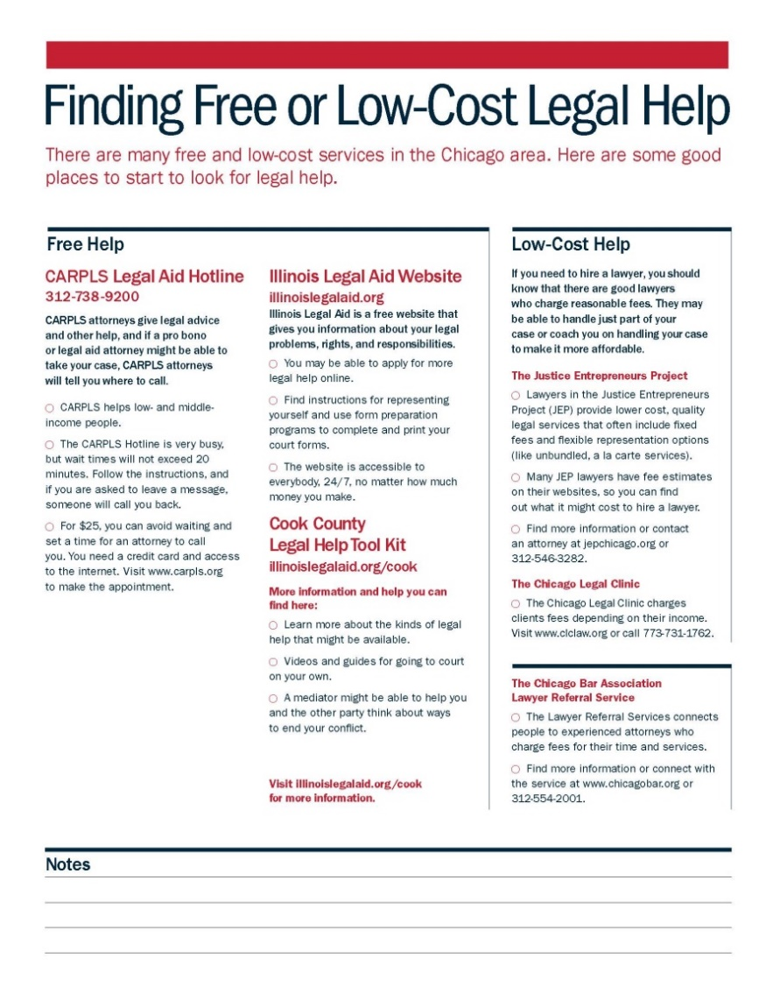 Finding Free or Low-Cost Legal Help
There are many free and low-cost services in the Chicago area. Here are some good
places to start to look for legal help.
Free Help
CARPLS Legal Aid Hotline
312-738-9200
CARPLS attorneys give legal advice
and other help, and if a pro bono
or legal aid attorney might be able to
take your case, CARPLS attorneys
will tell you where to call.
○ CARPLS helps low- and middle-
income people.
○ The CARPLS Hotline is very busy,
but wait times will not exceed 20
minutes. Follow the instructions, and
if you are asked to leave a message,
someone will call you back.
○ For $25, you can avoid waiting and
set a time for an attorney to call
you. You need a credit card and access
to the internet. Visit www.carpls.org
to make the appointment.
Illinois Legal Aid Website
illinoislegalaid.org
Illinois Legal Aid is a free website that
gives you information about your legal
problems, rights, and responsibilities.
○ You may be able to apply for more
legal help online.
○ Find instructions for representing
yourself and use form preparation
programs to complete and print your
court forms.
○ The website is accessible to
everybody, 24/7, no matter how much
money you make.
Cook County
Legal Help Tool Kit
illinoislegalaid.org/cook
More information and help you can
find here:
○ Learn more about the kinds of legal
help that might be available.
○ Videos and guides for going to court
on your own.
○ A mediator might be able to help you
and the other party think about ways
to end your conflict.
Visit illinoislegalaid.org/cook
for more information.
Low-Cost Help
If you need to hire a lawyer, you should
know that there are good lawyers
who charge reasonable fees. They may
be able to handle just part of your
case or coach you on handling your case
to make it more affordable.
The Justice Entrepreneurs Project
○ Lawyers in the Justice Entrepreneurs
Project (JEP) provide lower cost, quality
legal services that often include fixed
fees and flexible representation options
(like unbundled, a la carte services).
○ Many JEP lawyers have fee estimates
on their websites, so you can find
out what it might cost to hire a lawyer.
○ Find more information or contact
an attorney at jepchicago.org or
312-546-3282.
The Chicago Legal Clinic
○ The Chicago Legal Clinic charges
clients fees depending on their income.
Visit www.clclaw.org or call 773-731-1762.
The Chicago Bar Association
Lawyer Referral Service
○ The Lawyer Referral Services connects
people to experienced attorneys who
charge fees for their time and services.
○ Find more information or connect with
the service at www.chicagobar.org or
312-554-2001.
Notes